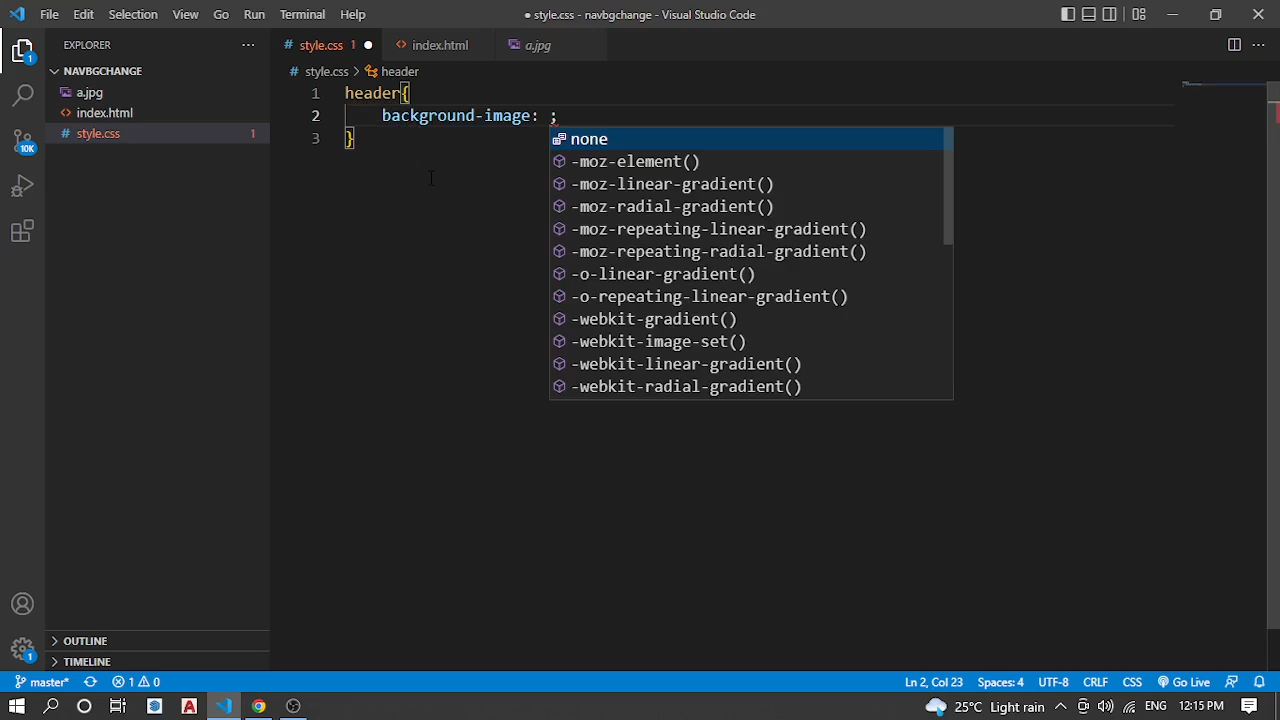 File Edit Selection View Go Run Terminal Help
● style.css - navbgchange - Visual Studio Code
EXPLORER ···
# style.css 1 ●
<> index.html
a.jpg
NAVBGCHANGE
# style.css > header
a.jpg
<> index.html
# style.css 1
1 header{
2 background-image: ;
3 }
none
-moz-element()
-moz-linear-gradient()
-moz-radial-gradient()
-moz-repeating-linear-gradient()
-moz-repeating-radial-gradient()
-o-linear-gradient()
-o-repeating-linear-gradient()
-webkit-gradient()
-webkit-image-set()
-webkit-linear-gradient()
-webkit-radial-gradient()
1
10K
1
OUTLINE
TIMELINE
master* 1 0 Ln 2, Col 23 Spaces: 4 UTF-8 CRLF CSS Go Live
25°C Light rain ENG 12:15 PM